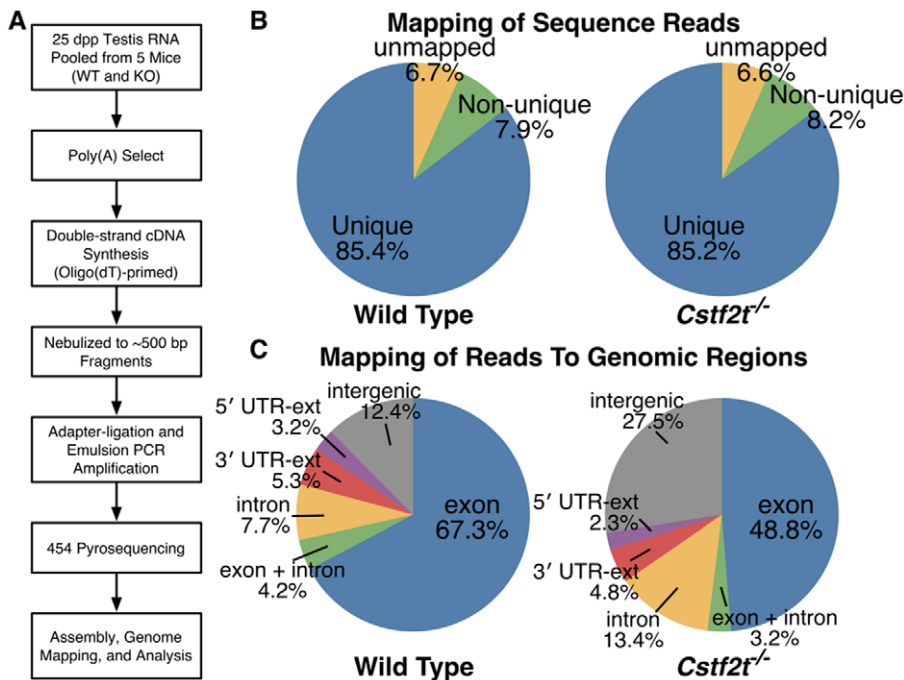 A
25 dpp Testis RNA
Pooled from 5 Mice
(WT and KO)
Poly(A) Select
Double-strand cDNA
Synthesis
(Oligo(dT)-primed)
Nebulized to ~500 bp
Fragments
Adapter-ligation and
Emulsion PCR
Amplification
454 Pyrosequencing
Assembly, Genome
Mapping, and Analysis
B
Mapping of Sequence Reads
unmapped
6.7%
Non-unique
7.9%
Unique
85.4%
Wild Type
unmapped
6.6%
Non-unique
8.2%
Unique
85.2%
Cstf2t-/-
C
Mapping of Reads To Genomic Regions
intergenic
12.4%
5′ UTR-ext
3.2%
3′ UTR-ext
5.3%
intron
7.7%
exon + intron
4.2%
exon
67.3%
Wild Type
intergenic
27.5%
5′ UTR-ext
2.3%
3′ UTR-ext
4.8%
intron
13.4%
exon + intron
3.2%
exon
48.8%
Cstf2t-/-